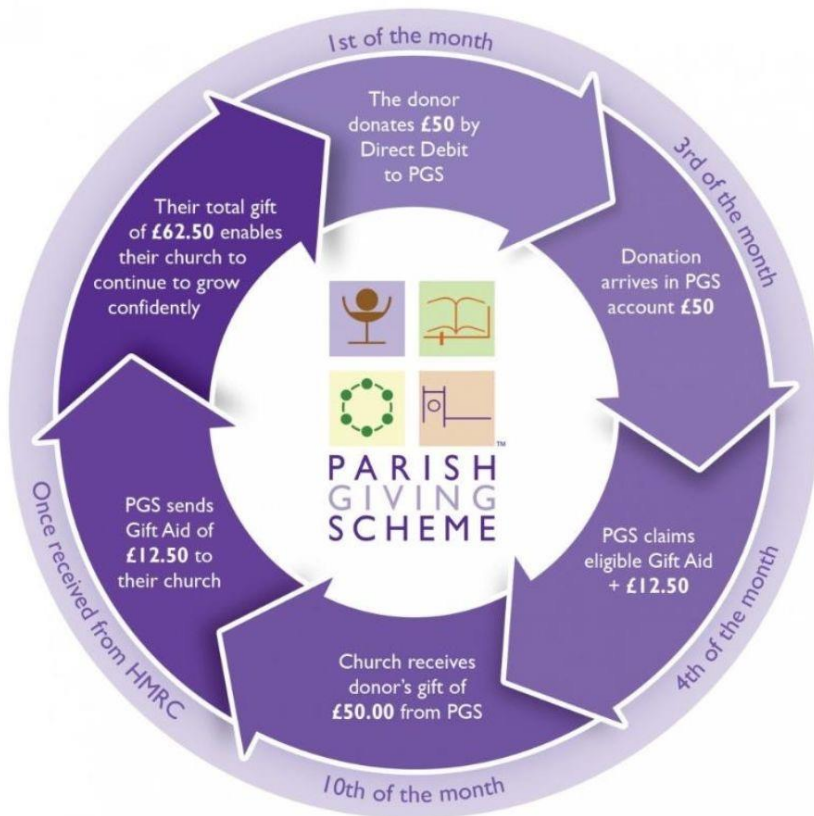 1st of the month
The donor
donates £50 by
Direct Debit
to PGS
3rd of the month
Donation
arrives in PGS
account £50
4th of the month
PGS claims
eligible Gift Aid
+ £12.50
10th of the month
Church receives
donor's gift of
£50.00 from PGS
Once received from HMRC
PGS sends
Gift Aid of
£12.50 to
their church
Their total gift
of £62.50 enables
their church to
continue to grow
confidently
PARISH
GIVING
SCHEME
TM